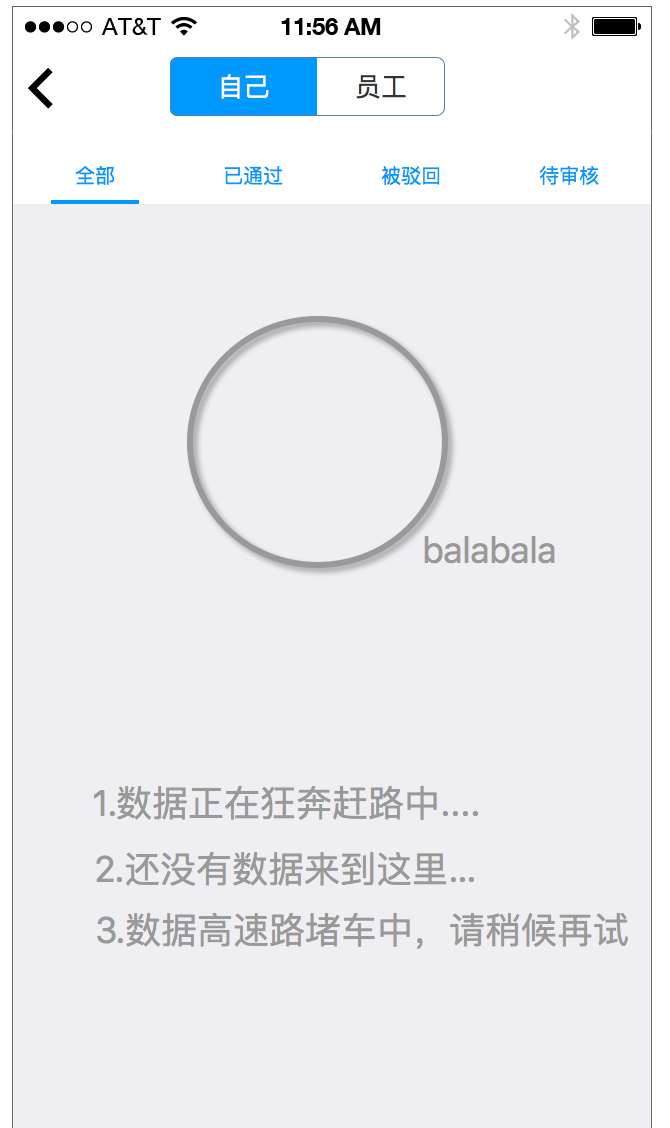 AT&T 11:56 AM
自己 员工
全部 已通过 被驳回 待审核
balabala
1.数据正在狂奔赶路中....
2.还没有数据来到这里...
3.数据高速路堵车中，请稍候再试